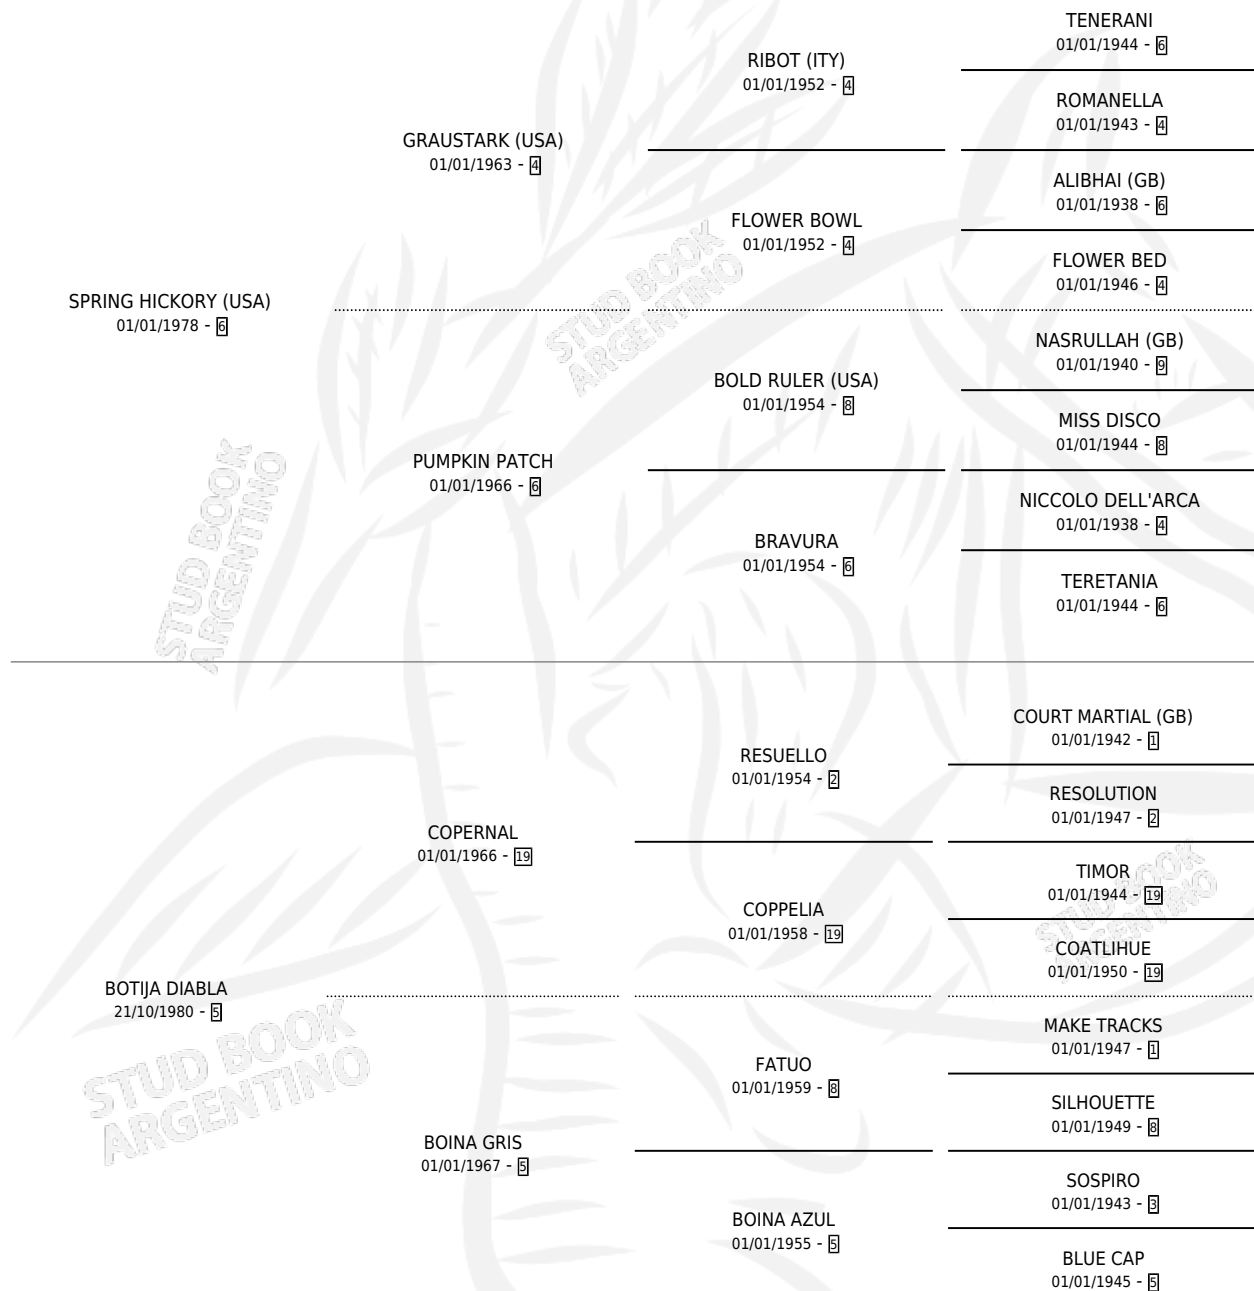 TENERANI
01/01/1944 - 6
RIBOT (ITY)
01/01/1952 - 4
ROMANELLA
01/01/1943 - 4
GRAUSTARK (USA)
01/01/1963 - 4
ALIBHAI (GB)
01/01/1938 - 6
FLOWER BOWL
01/01/1952 - 4
FLOWER BED
01/01/1946 - 4
SPRING HICKORY (USA)
01/01/1978 - 6
STUD BOOK
ARGENTINO
NASRULLAH (GB)
01/01/1940 - 9
BOLD RULER (USA)
01/01/1954 - 8
MISS DISCO
01/01/1944 - 8
PUMPKIN PATCH
01/01/1966 - 6
NICCOLO DELL'ARCA
01/01/1938 - 4
BRAVURA
01/01/1954 - 6
TERETANIA
01/01/1944 - 6
STUD BOOK
ARGENTINO
COURT MARTIAL (GB)
01/01/1942 - 1
RESUELLO
01/01/1954 - 2
RESOLUTION
01/01/1947 - 2
COPERNAL
01/01/1966 - 19
TIMOR
01/01/1944 - 19
COPPELIA
01/01/1958 - 19
COATLIHUE
01/01/1950 - 19
STUD BOOK
ARGENTINO
BOTIJA DIABLA
21/10/1980 - 5
MAKE TRACKS
01/01/1947 - 1
FATUO
01/01/1959 - 8
SILHOUETTE
01/01/1949 - 8
STUD BOOK
ARGENTINO
BOINA GRIS
01/01/1967 - 5
SOSPIRO
01/01/1943 - 3
BOINA AZUL
01/01/1955 - 5
BLUE CAP
01/01/1945 - 5